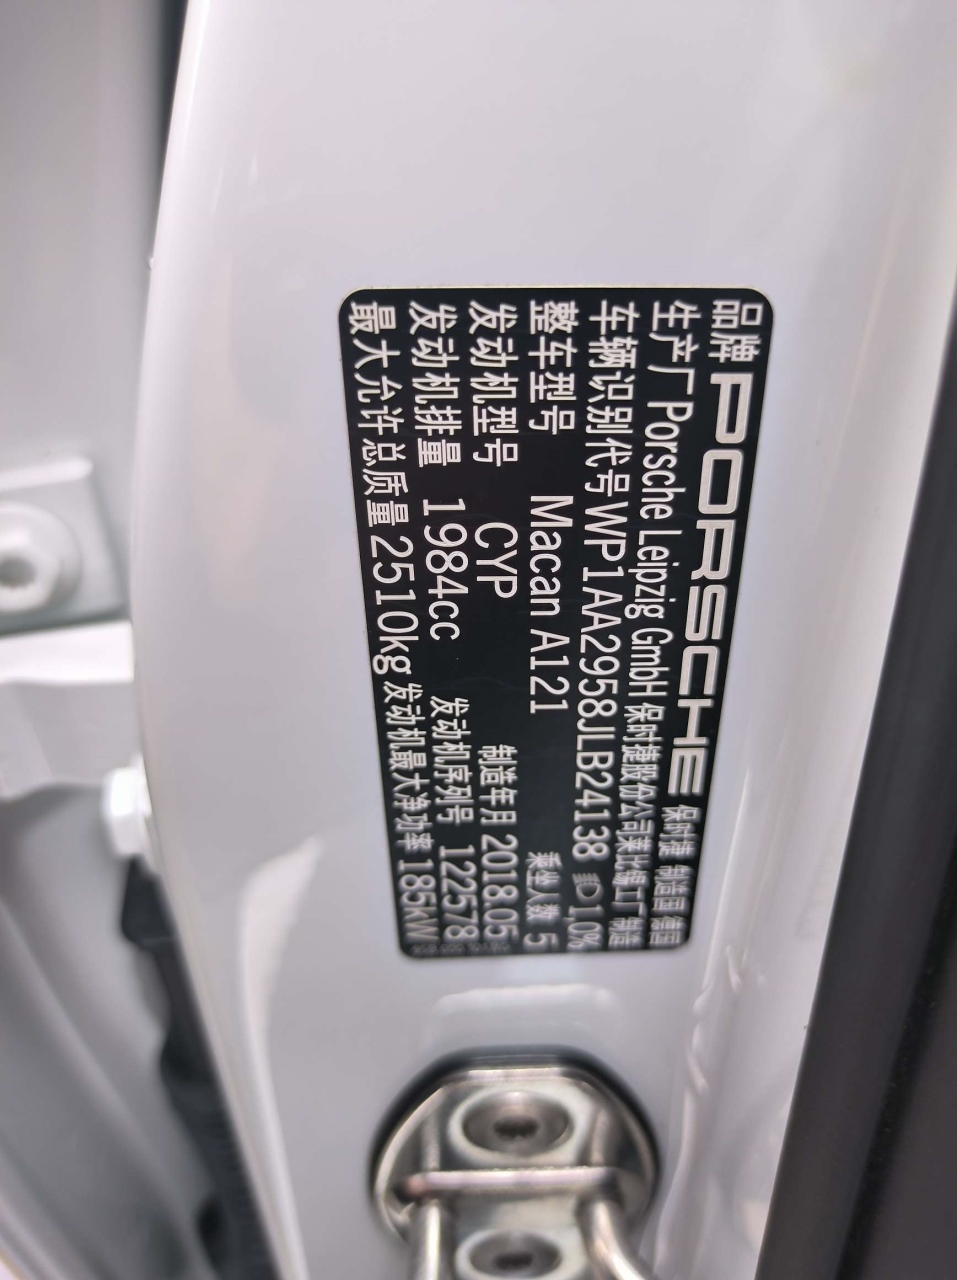 品牌 PORSCHE 保时捷 制造国 德国
生产厂 Porsche Leipzig GmbH 保时捷股份公司莱比锡工厂 制造
车辆识别代号 WP1AA2958JLB24138 1,0%
整车型号 Macan A121 乘坐人数 5
发动机型号 CYP 制造年月 2018.05
发动机排量 1984cc 发动机序列号 122578
最大允许总质量 2510kg 发动机最大净功率 185kW